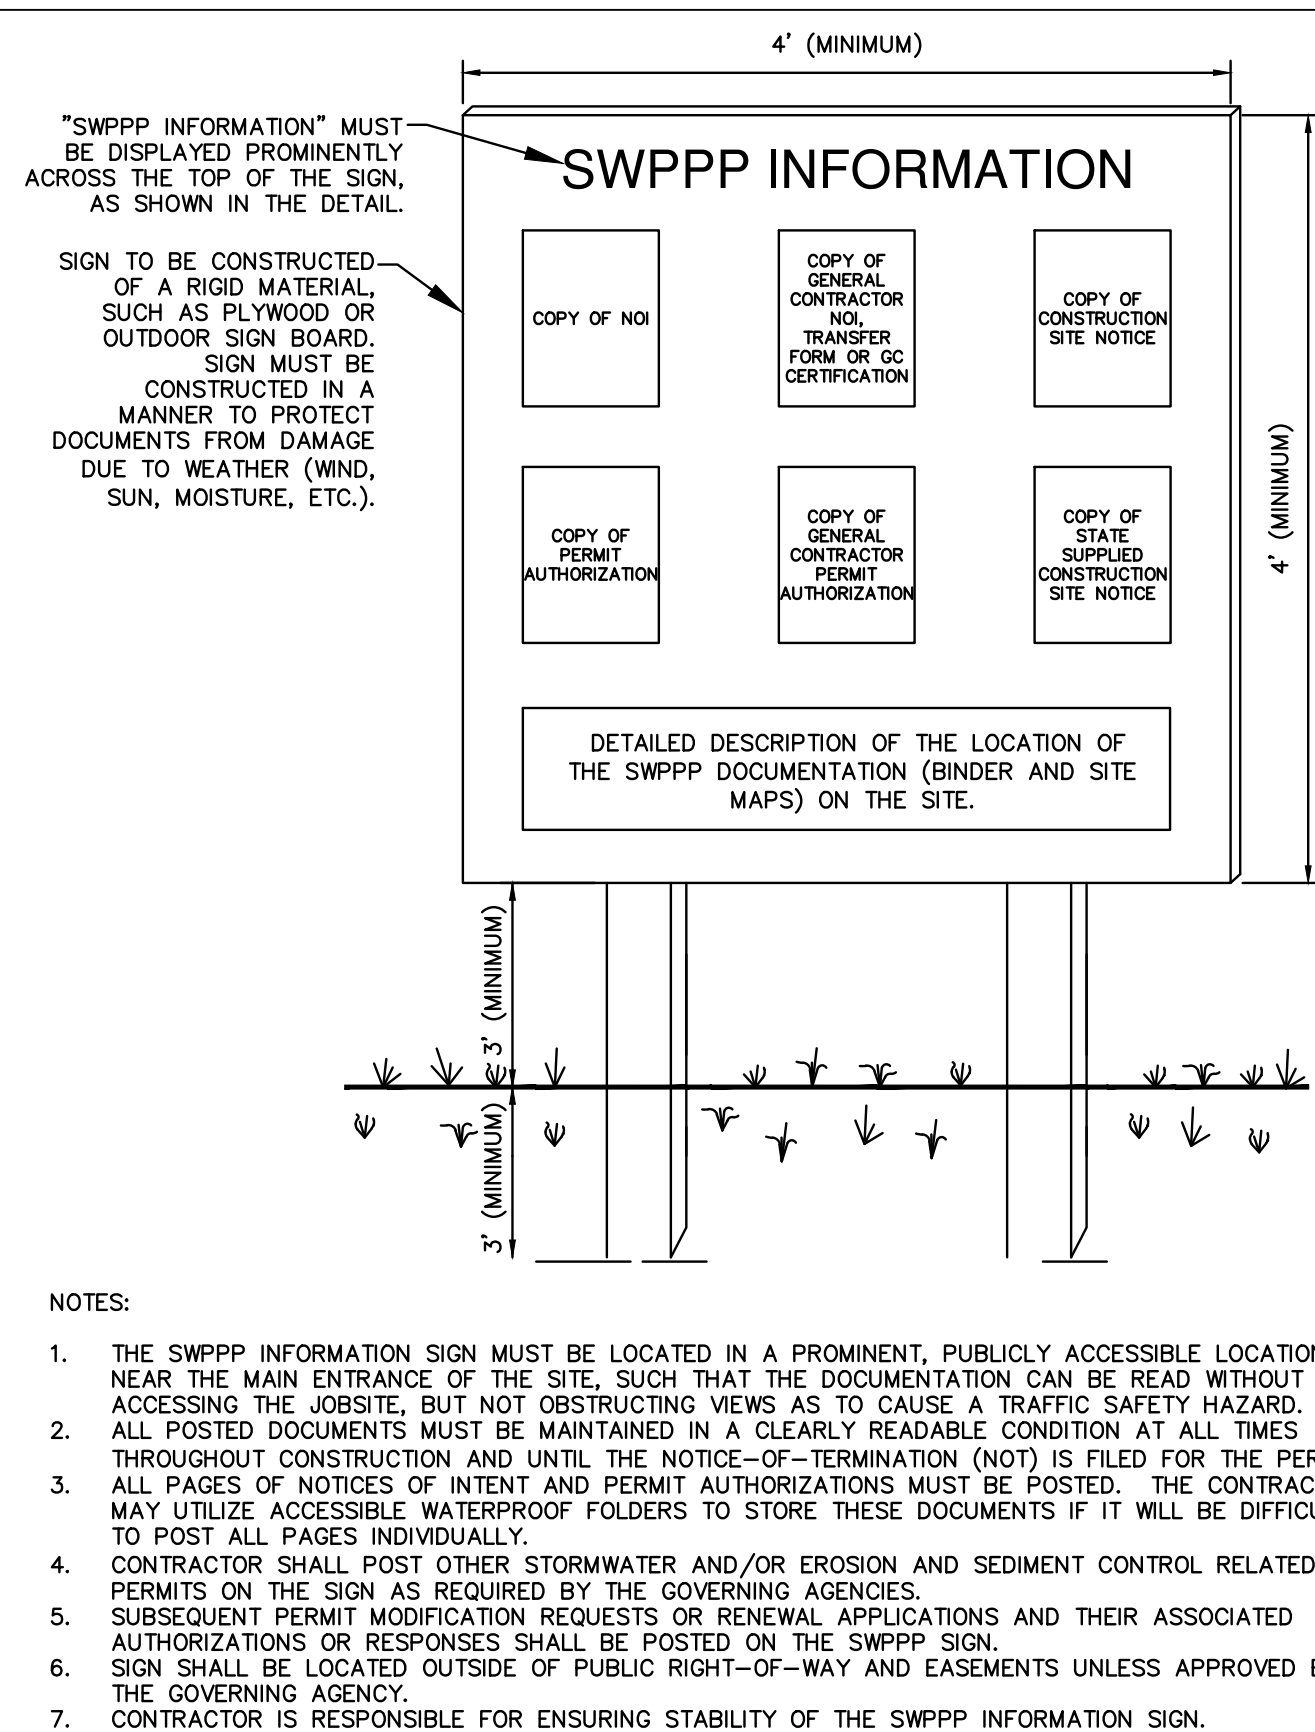 4' (MINIMUM)
"SWPPP INFORMATION" MUST
BE DISPLAYED PROMINENTLY
ACROSS THE TOP OF THE SIGN,
AS SHOWN IN THE DETAIL.
SIGN TO BE CONSTRUCTED
OF A RIGID MATERIAL,
SUCH AS PLYWOOD OR
OUTDOOR SIGN BOARD.
SIGN MUST BE
CONSTRUCTED IN A
MANNER TO PROTECT
DOCUMENTS FROM DAMAGE
DUE TO WEATHER (WIND,
SUN, MOISTURE, ETC.).
SWPPP INFORMATION
COPY OF NOI
COPY OF
GENERAL
CONTRACTOR
NOI,
TRANSFER
FORM OR GC
CERTIFICATION
COPY OF
CONSTRUCTION
SITE NOTICE
COPY OF
PERMIT
AUTHORIZATION
COPY OF
GENERAL
CONTRACTOR
PERMIT
AUTHORIZATION
COPY OF
STATE
SUPPLIED
CONSTRUCTION
SITE NOTICE
4' (MINIMUM)
DETAILED DESCRIPTION OF THE LOCATION OF
THE SWPPP DOCUMENTATION (BINDER AND SITE
MAPS) ON THE SITE.
3' (MINIMUM)
3' (MINIMUM)
NOTES:
1. THE SWPPP INFORMATION SIGN MUST BE LOCATED IN A PROMINENT, PUBLICLY ACCESSIBLE LOCATION
NEAR THE MAIN ENTRANCE OF THE SITE, SUCH THAT THE DOCUMENTATION CAN BE READ WITHOUT
ACCESSING THE JOBSITE, BUT NOT OBSTRUCTING VIEWS AS TO CAUSE A TRAFFIC SAFETY HAZARD.
2. ALL POSTED DOCUMENTS MUST BE MAINTAINED IN A CLEARLY READABLE CONDITION AT ALL TIMES
THROUGHOUT CONSTRUCTION AND UNTIL THE NOTICE-OF-TERMINATION (NOT) IS FILED FOR THE
3. ALL PAGES OF NOTICES OF INTENT AND PERMIT AUTHORIZATIONS MUST BE POSTED. THE
MAY UTILIZE ACCESSIBLE WATERPROOF FOLDERS TO STORE THESE DOCUMENTS IF IT WILL BE
TO POST ALL PAGES INDIVIDUALLY.
4. CONTRACTOR SHALL POST OTHER STORMWATER AND/OR EROSION AND SEDIMENT CONTROL RELATED
PERMITS ON THE SIGN AS REQUIRED BY THE GOVERNING AGENCIES.
5. SUBSEQUENT PERMIT MODIFICATION REQUESTS OR RENEWAL APPLICATIONS AND THEIR ASSOCIATED
AUTHORIZATIONS OR RESPONSES SHALL BE POSTED ON THE SWPPP SIGN.
6. SIGN SHALL BE LOCATED OUTSIDE OF PUBLIC RIGHT-OF-WAY AND EASEMENTS UNLESS APPROVED
THE GOVERNING AGENCY.
7. CONTRACTOR IS RESPONSIBLE FOR ENSURING STABILITY OF THE SWPPP INFORMATION SIGN.